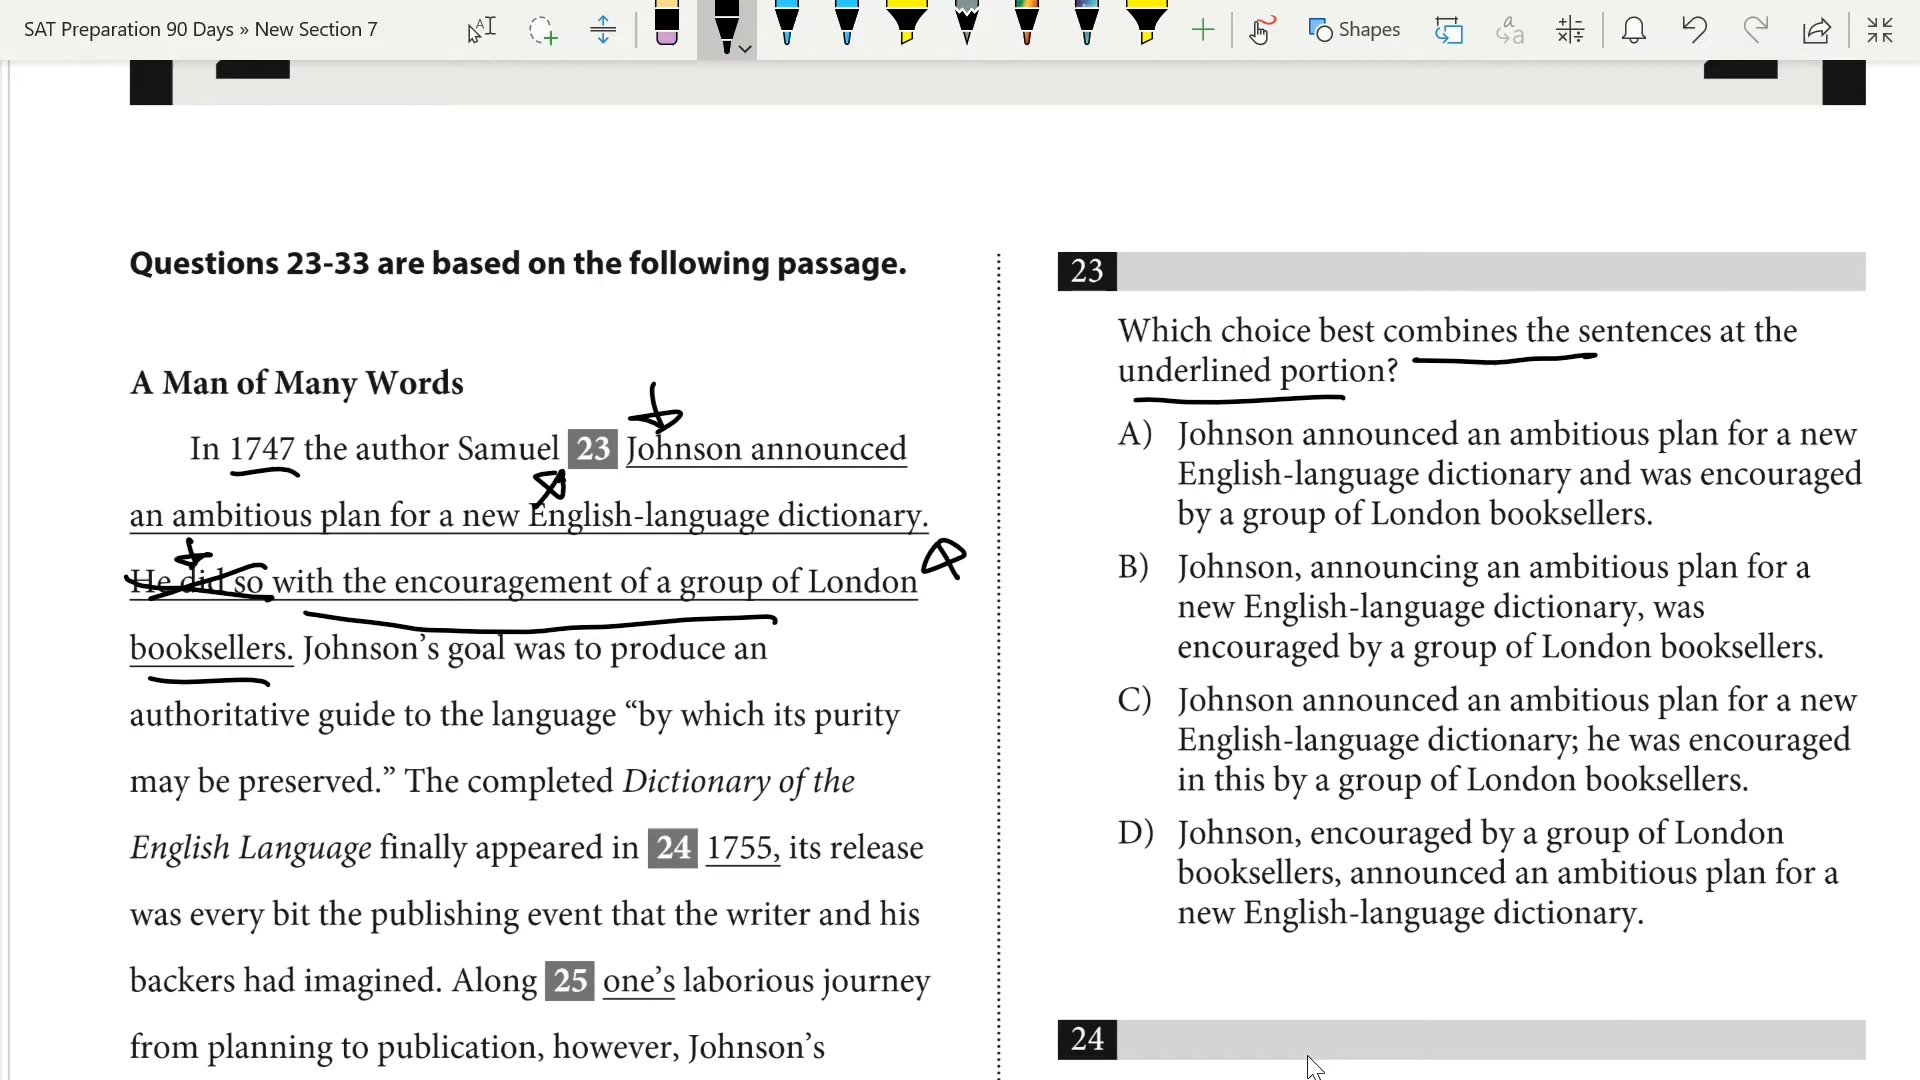 SAT Preparation 90 Days » New Section 7
Shapes
Questions 23-33 are based on the following passage.
A Man of Many Words
In 1747 the author Samuel 23 Johnson announced
an ambitious plan for a new English-language dictionary.
He did so with the encouragement of a group of London
booksellers. Johnson’s goal was to produce an
authoritative guide to the language “by which its purity
may be preserved.” The completed Dictionary of the
English Language finally appeared in 24 1755, its release
was every bit the publishing event that the writer and his
backers had imagined. Along 25 one’s laborious journey
from planning to publication, however, Johnson’s
23
Which choice best combines the sentences at the
underlined portion?
A) Johnson announced an ambitious plan for a new
English-language dictionary and was encouraged
by a group of London booksellers.
B) Johnson, announcing an ambitious plan for a
new English-language dictionary, was
encouraged by a group of London booksellers.
C) Johnson announced an ambitious plan for a new
English-language dictionary; he was encouraged
in this by a group of London booksellers.
D) Johnson, encouraged by a group of London
booksellers, announced an ambitious plan for a
new English-language dictionary.
24